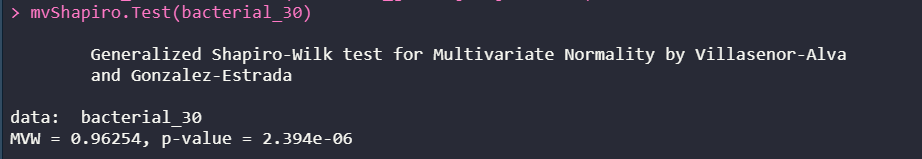 > mvShapiro.Test(bacterial_30)
Generalized Shapiro-Wilk test for Multivariate Normality by Villasenor-Alva
and Gonzalez-Estrada
data:  bacterial_30
MVW = 0.96254, p-value = 2.394e-06